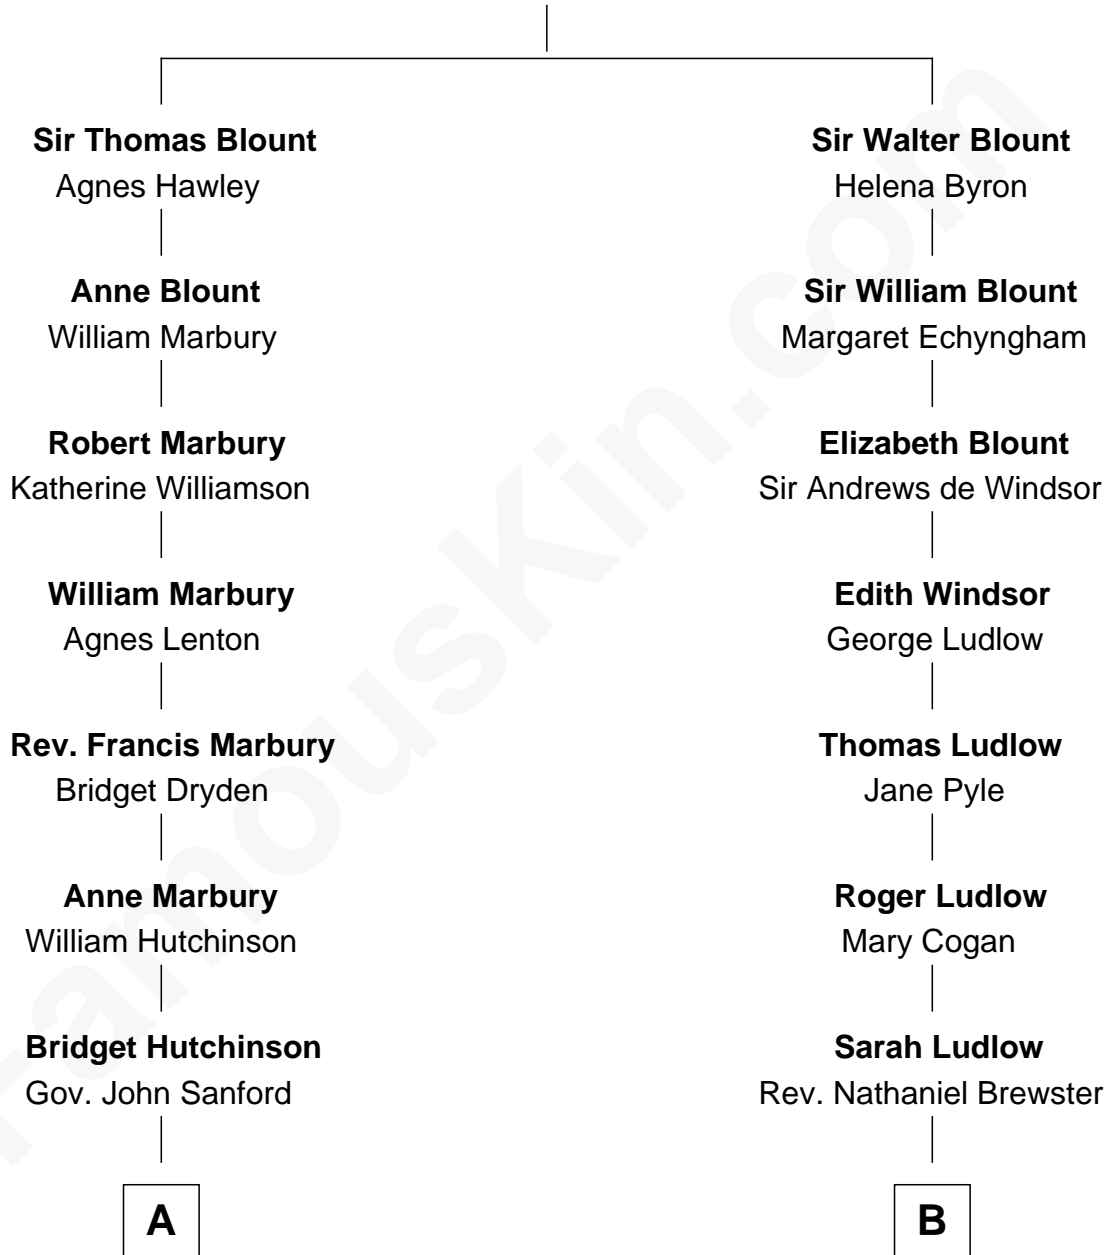 Sir Thomas Blount
Agnes Hawley
Anne Blount
William Marbury
Robert Marbury
Katherine Williamson
William Marbury
Agnes Lenton
Rev. Francis Marbury
Bridget Dryden
Anne Marbury
William Hutchinson
Bridget Hutchinson
Gov. John Sanford
A
Sir Walter Blount
Helena Byron
Sir William Blount
Margaret Echyngham
Elizabeth Blount
Sir Andrews de Windsor
Edith Windsor
George Ludlow
Thomas Ludlow
Jane Pyle
Roger Ludlow
Mary Cogan
Sarah Ludlow
Rev. Nathaniel Brewster
B
FamousKin.com